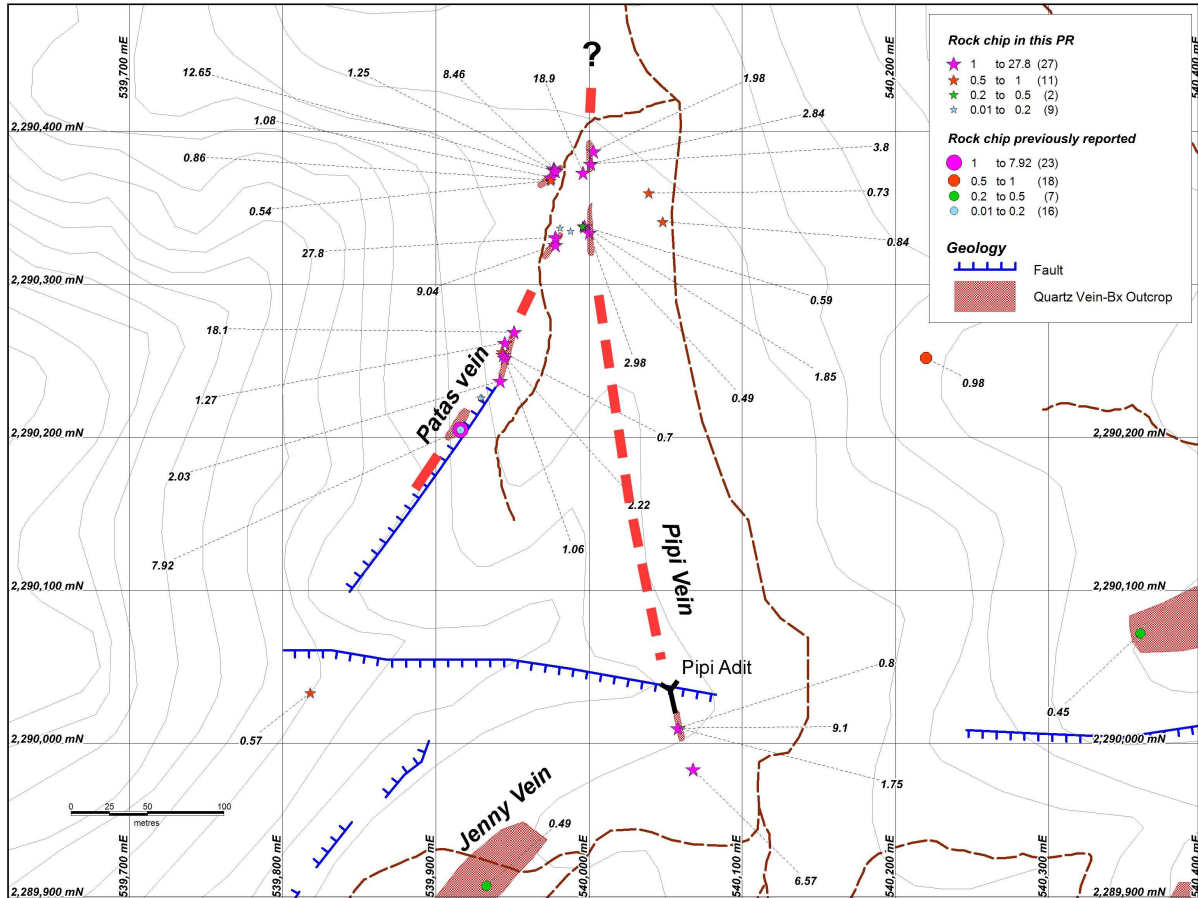 539,700 mE
540,200 mE
540,400
?
12.65
1.25
8.46
18.9
1.98
1.08
2.84
2,290,400 mN
0.86
3.8
0.54
0.73
27.8
0.84
2,290,300 mN
9.04
0.59
18.1
2.98
1.85
0.98
1.27
0.49
Patas vein
0.7
2,290,200 mN
2,290,200 mN
2.03
2.22
7.92
1.06
Pipi Vein
2,290,100 mN
2,290,100 mN
Pipi Adit
0.8
0.57
0.45
9.1
2,290,000 mN
2,290,000 mN
1.75
0 25 50 100
metres
Jenny Vein
0.49
6.57
539,700 mE
539,800 mE
539,900 mE
540,000 mE
540,100 mE
540,200 mE
540,300 mE
540,400
2,289,900 mN
2,289,900 mN
Rock chip in this PR
1 to 27.8 (27)
0.5 to 1 (11)
0.2 to 0.5 (2)
0.01 to 0.2 (9)
Rock chip previously reported
1 to 7.92 (23)
0.5 to 1 (18)
0.2 to 0.5 (7)
0.01 to 0.2 (16)
Geology
Fault
Quartz Vein-Bx Outcrop